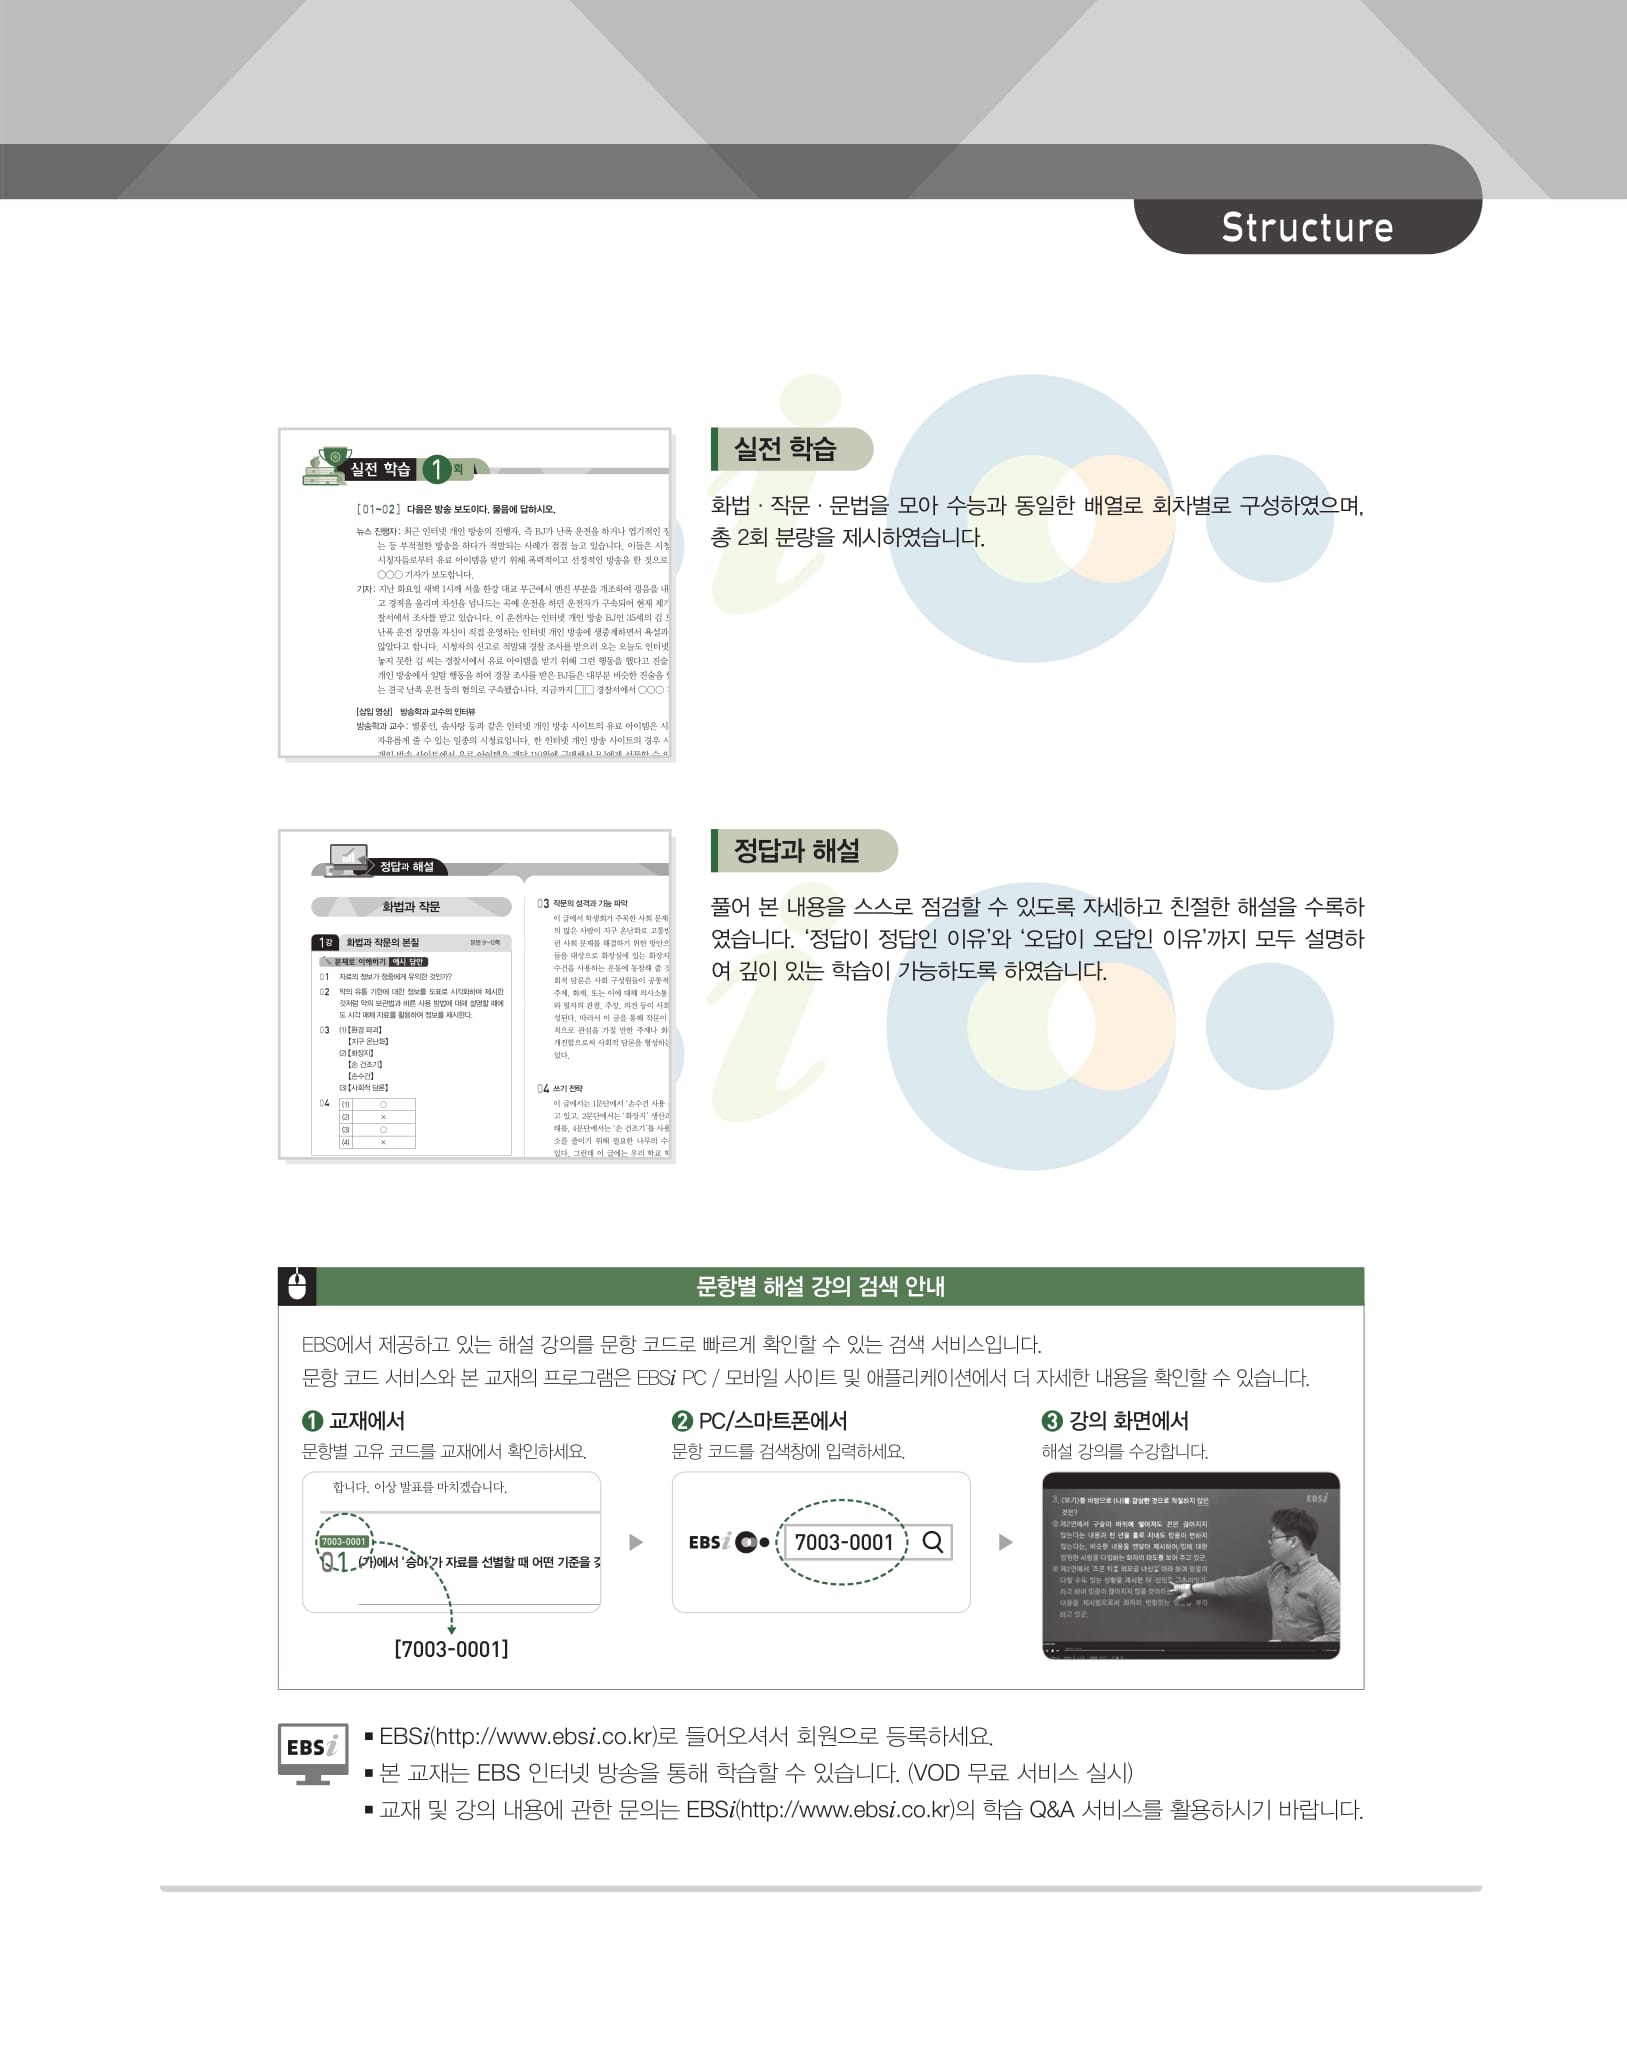 Structure
실전 학습 1 회
[01~02] 다음은 방송 보도이다. 물음에 답하시오.
뉴스 진행자: 최근 인터넷 개인 방송의 진행자, 즉 BJ가 난폭 운전을 하거나 엽기적인
는 등 부적절한 방송을 하다가 적발되는 사례가 점점 늘고 있습니다. 이들은
시청자들로부터 유료 아이템을 받기 위해 폭력적이고 선정적인 방송을 한 것으로
○○○ 기자가 보도합니다.
기자: 지난 화요일 새벽 1시께 서울 한강 대교 부근에서 엔진 부분을 개조하여 굉음을
고 경적을 울리며 차선을 넘나드는 곡예 운전을 하던 운전자가 구속되어 현재
찰서에서 조사를 받고 있습니다. 이 운전자는 인터넷 개인 방송 BJ인 35세의 김
난폭 운전 장면을 자신이 직접 운영하는 인터넷 개인 방송에 생중계하면서 욕설과
않았다고 합니다. 시청자의 신고로 적발돼 경찰 조사를 받으러 오는 오늘도 인터넷
놓지 못한 김 씨는 경찰서에서 유료 아이템을 받기 위해 그런 행동을 했다고 진술
개인 방송에서 일탈 행동을 하여 경찰 조사를 받은 BJ들은 대부분 비슷한 진술을
는 결국 난폭 운전 등의 혐의로 구속됐습니다. 지금까지 □□ 경찰서에서 ○○○
[삽입 영상] 방송학과 교수의 인터뷰
방송학과 교수: 별풍선, 솜사탕 등과 같은 인터넷 개인 방송 사이트의 유료 아이템은
자유롭게 줄 수 있는 일종의 시청료입니다. 한 인터넷 개인 방송 사이트의 경우
실전 학습
화법 · 작문 · 문법을 모아 수능과 동일한 배열로 회차별로 구성하였으며,
총 2회 분량을 제시하였습니다.
정답과 해설
화법과 작문
1강 화법과 작문의 본질 본문 9~12쪽
문제로 이해하기 예시 답안
01 자료의 정보가 청중에게 유익한 것인가?
02 약의 유통 기한에 대한 정보를 도표로 시각화하여 제시한
것처럼 약의 보관법과 바른 사용 방법에 대해 설명할 때에
도 시각 매체 자료를 활용하여 정보를 제시한다.
03 (1)【환경 파괴】
【지구 온난화】
(2)【화장지】
【손 건조기】
【손수건】
(3)【사회적 담론】
04 (1) ○
(2) ×
(3) ○
(4) ×
03 작문의 성격과 기능 파악
이 글에서 학생회가 주목한 사회 문제
의 많은 사람이 지구 온난화로 고통
런 사회 문제를 해결하기 위한 방안으
들을 대상으로 화장실에 있는 화장지
수건을 사용하는 운동에 동참해 줄
회적 담론은 사회 구성원들이 공통적
주제, 화제, 또는 이에 대해 의사소통
와 필자의 관점, 주장, 의견 등이 사회
성된다. 따라서 이 글을 통해 작문이
적으로 관심을 가질 만한 주제나
개진함으로써 사회적 담론을 형성하는
있다.
04 쓰기 전략
이 글에서는 1문단에서 '손수건 사용
고 있고, 2문단에서는 '화장지' 생산과
태를, 4문단에서는 '손 건조기'를 사용
소를 줄이기 위해 필요한 나무의 수
있다. 그런데 이 글에는 우리 학교
정답과 해설
풀어 본 내용을 스스로 점검할 수 있도록 자세하고 친절한 해설을 수록하
였습니다. ‘정답이 정답인 이유’와 ‘오답이 오답인 이유’까지 모두 설명하
여 깊이 있는 학습이 가능하도록 하였습니다.
문항별 해설 강의 검색 안내
EBS에서 제공하고 있는 해설 강의를 문항 코드로 빠르게 확인할 수 있는 검색 서비스입니다.
문항 코드 서비스와 본 교재의 프로그램은 EBSi PC / 모바일 사이트 및 애플리케이션에서 더 자세한 내용을 확인할 수 있습니다.
1 교재에서
문항별 고유 코드를 교재에서 확인하세요.
합니다. 이상 발표를 마치겠습니다.
7003-0001
01 (가)에서 ‘승아’가 자료를 선별할 때 어떤 기준을
[7003-0001]
2 PC/스마트폰에서
문항 코드를 검색창에 입력하세요.
EBSi 7003-0001
3 강의 화면에서
해설 강의를 수강합니다.
EBSi
3. 〈보기〉를 바탕으로 (나)를 감상한 것으로 적절하지 않은
것은?
EBSi
■ EBSi(http://www.ebsi.co.kr)로 들어오셔서 회원으로 등록하세요.
■ 본 교재는 EBS 인터넷 방송을 통해 학습할 수 있습니다. (VOD 무료 서비스 실시)
■ 교재 및 강의 내용에 관한 문의는 EBSi(http://www.ebsi.co.kr)의 학습 Q&A 서비스를 활용하시기 바랍니다.